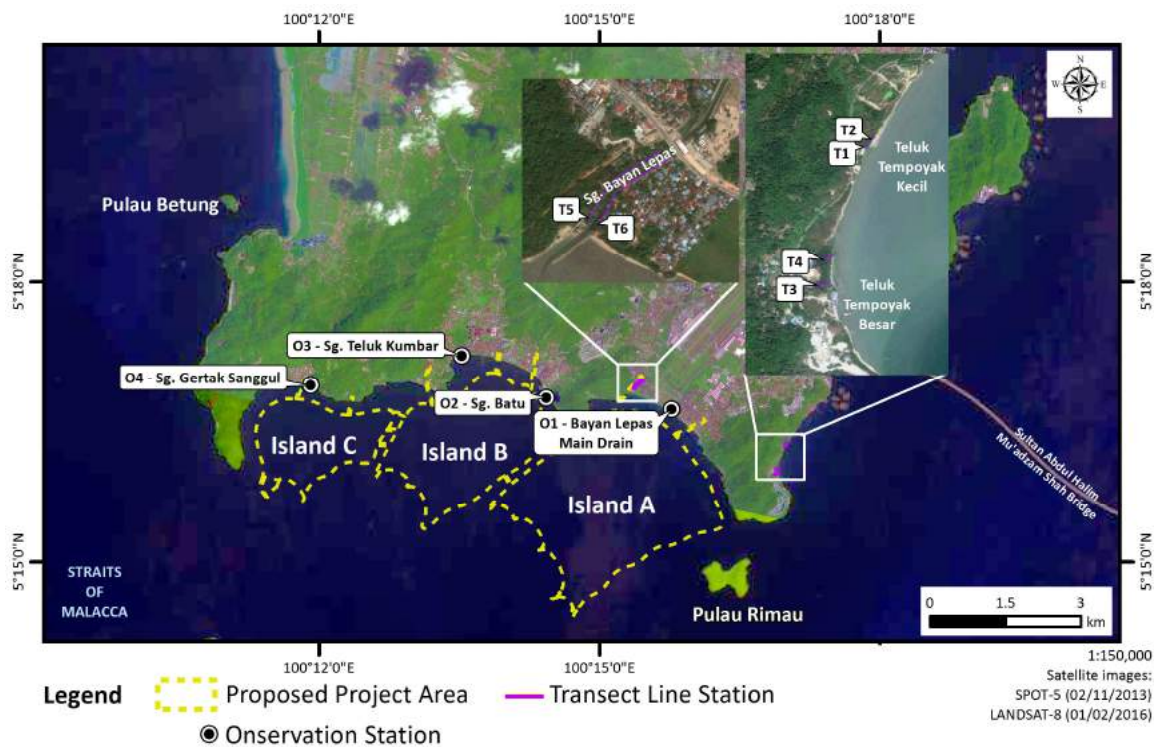 100°12'0"E
100°15'0"E
100°18'0"E
N
W
E
S
T2
T1
Teluk
Tempoyak
Kecil
Sg. Bayan Lepas
Pulau Betung
T5
T6
T4
T3
Teluk
Tempoyak
Besar
5°18'0"N
5°18'0"N
O3 - Sg. Teluk Kumbar
O4 - Sg. Gertak Sanggul
O2 - Sg. Batu
O1 - Bayan Lepas
Main Drain
Island C
Island B
Island A
Sultan Abdul Halim
Mu'adzam Shah Bridge
5°15'0"N
5°15'0"N
STRAITS
OF
MALACCA
Pulau Rimau
0
1.5
3
km
100°12'0"E
100°15'0"E
100°18'0"E
1:150,000
Satellite images:
SPOT-5 (02/11/2013)
LANDSAT-8 (01/02/2016)
Legend
Proposed Project Area
Transect Line Station
Onservation Station